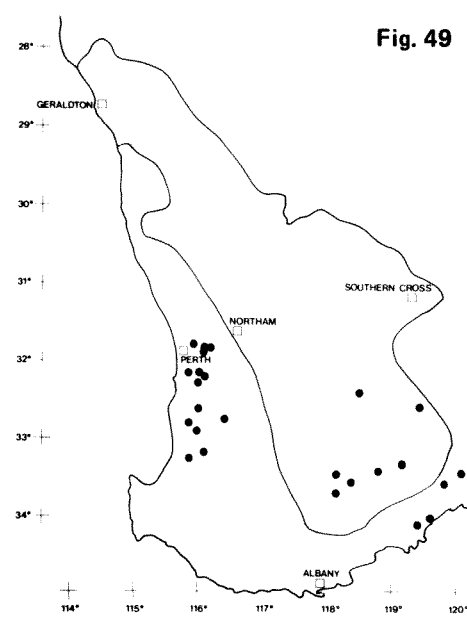 Fig. 49
28°
GERALDTON
29°
30°
31°
SOUTHERN CROSS
NORTHAM
32°
PERTH
33°
34°
ALBANY
114°
115°
116°
117°
118°
119°
120°